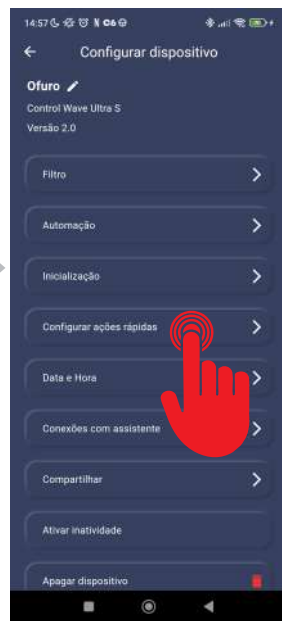 14:57
Configurar dispositivo
Ofuro
Control Wave Ultra S
Versão 2.0
Filtro
Automação
Inicialização
Configurar ações rápidas
Data e Hora
Conexões com assistente
Compartilhar
Ativar inatividade
Apagar dispositivo